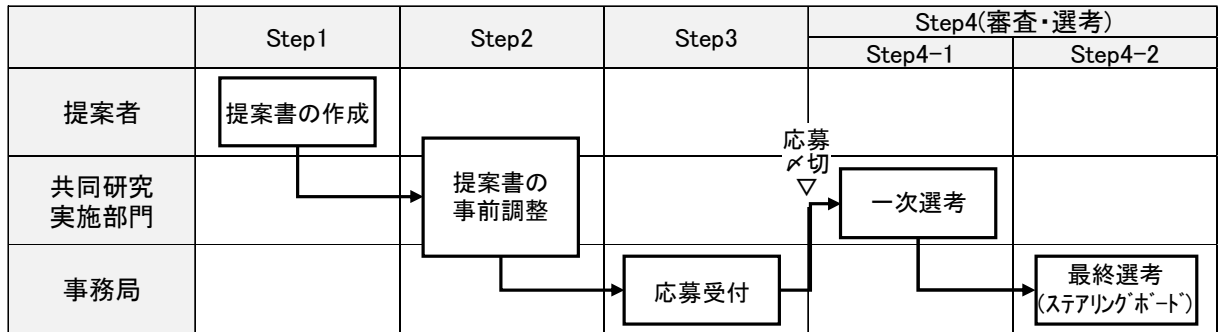 Step1
Step2
Step3
Step4(審査・選考)
Step4-1
Step4-2
提案者
提案書の作成
応募
〆切
▽
共同研究
実施部門
提案書の
事前調整
一次選考
事務局
応募受付
最終選考
(ステアリングボード)